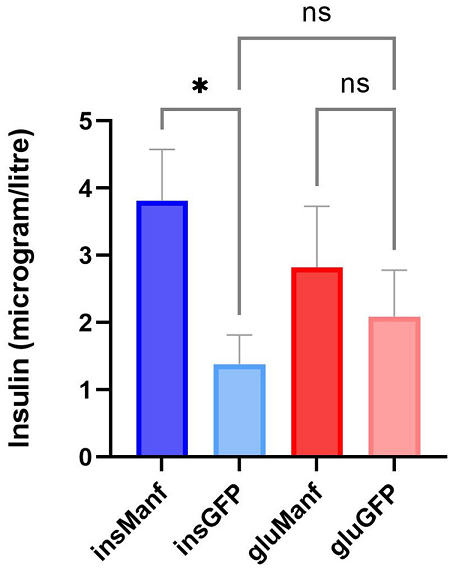 ns
*
ns
Insulin (microgram/litre)
5
4
3
2
1
0
insManf
insGFP
gluManf
gluGFP